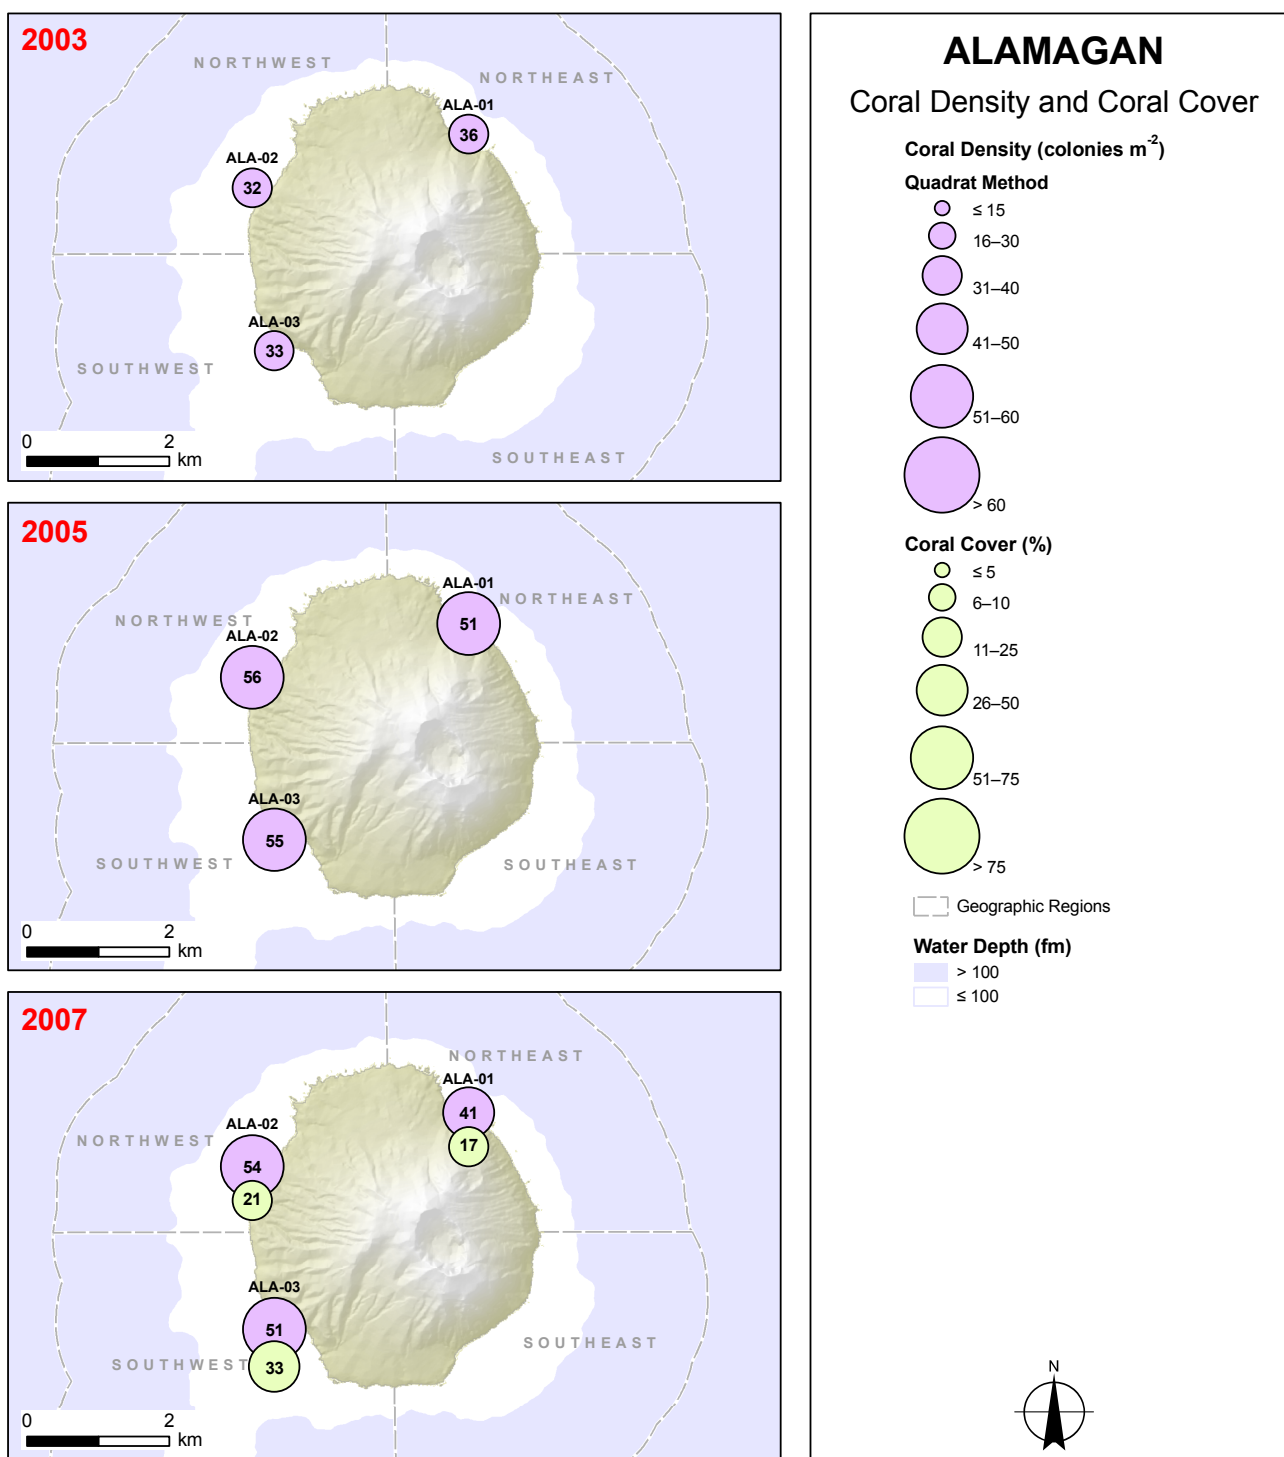 2003
NORTHWEST
NORTHEAST
ALA-01
36
ALA-02
32
ALA-03
33
SOUTHWEST
SOUTHEAST
0 2
km
2005
ALA-01
NORTHEAST
51
NORTHWEST
ALA-02
56
ALA-03
55
SOUTHWEST
SOUTHEAST
0 2
km
2007
NORTHEAST
ALA-01
41
17
ALA-02
NORTHWEST
54
21
ALA-03
51
SOUTHEAST
SOUTHWEST
33
0 2
km
ALAMAGAN
Coral Density and Coral Cover
Coral Density (colonies m⁻²)
Quadrat Method
≤ 15
16–30
31–40
41–50
51–60
> 60
Coral Cover (%)
≤ 5
6–10
11–25
26–50
51–75
> 75
Geographic Regions
Water Depth (fm)
> 100
≤ 100
N